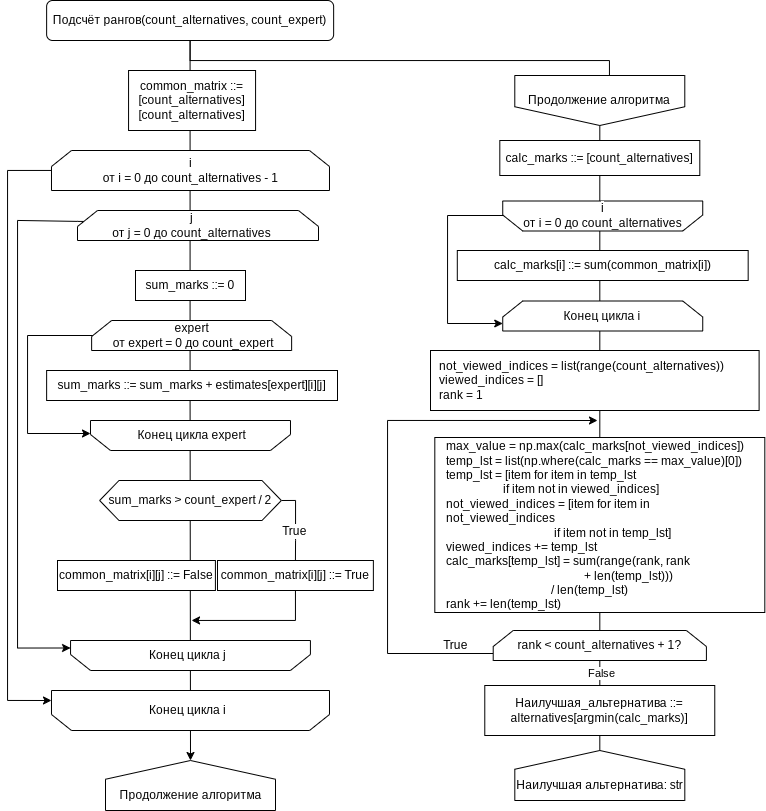 Подсчёт рангов(count_alternatives, count_expert)
common_matrix ::=
[count_alternatives]
[count_alternatives]
i
от i = 0 до count_alternatives - 1
j
от j = 0 до count_alternatives
sum_marks ::= 0
expert
от expert = 0 до count_expert
sum_marks ::= sum_marks + estimates[expert][i][j]
Конец цикла expert
sum_marks > count_expert / 2
True
common_matrix[i][j] ::= False
common_matrix[i][j] ::= True
Конец цикла j
Конец цикла i
Продолжение алгоритма
Продолжение алгоритма
calc_marks ::= [count_alternatives]
i
от i = 0 до count_alternatives
calc_marks[i] ::= sum(common_matrix[i])
Конец цикла i
not_viewed_indices = list(range(count_alternatives))
viewed_indices = []
rank = 1
max_value = np.max(calc_marks[not_viewed_indices])
temp_lst = list(np.where(calc_marks == max_value)[0])
temp_lst = [item for item in temp_lst
if item not in viewed_indices]
not_viewed_indices = [item for item in
not_viewed_indices
if item not in temp_lst]
viewed_indices += temp_lst
calc_marks[temp_lst] = sum(range(rank, rank
+ len(temp_lst)))
/ len(temp_lst)
rank += len(temp_lst)
rank < count_alternatives + 1?
True
False
Наилучшая_альтернатива ::=
alternatives[argmin(calc_marks)]
Наилучшая альтернатива: str